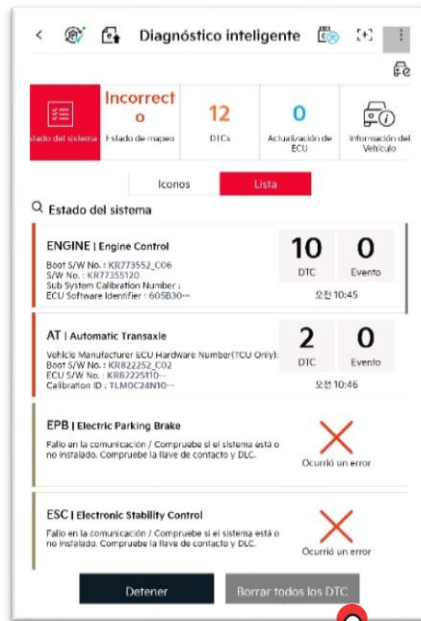 Diagnóstico inteligente
Incorrect
o
12
0
stado del sistema
Estado de mapeo
DTCs
Actualización de
ECU
Información del
Vehículo
Iconos
Lista
Estado del sistema
ENGINE | Engine Control
Boot S/W No. : KR773552_C06
S/W No. : KR77355120
Sub System Calibration Number :
ECU Software Identifier : 605B30···
10
DTC
0
Evento
오전 10:45
AT | Automatic Transaxle
Vehicle Manufacturer ECU Hardware Number(TCU Only):
Boot S/W No. : KR822252_C02
ECU S/W No. : KR82225110···
Calibration ID : TLM0C24N10···
2
DTC
0
Evento
오전 10:46
EPB | Electric Parking Brake
Fallo en la comunicación / Compruebe si el sistema está o
no instalado. Compruebe la llave de contacto y DLC.
Ocurrió un error
ESC | Electronic Stability Control
Fallo en la comunicación / Compruebe si el sistema está o
no instalado. Compruebe la llave de contacto y DLC.
Ocurrió un error
Detener
Borrar todos los DTC